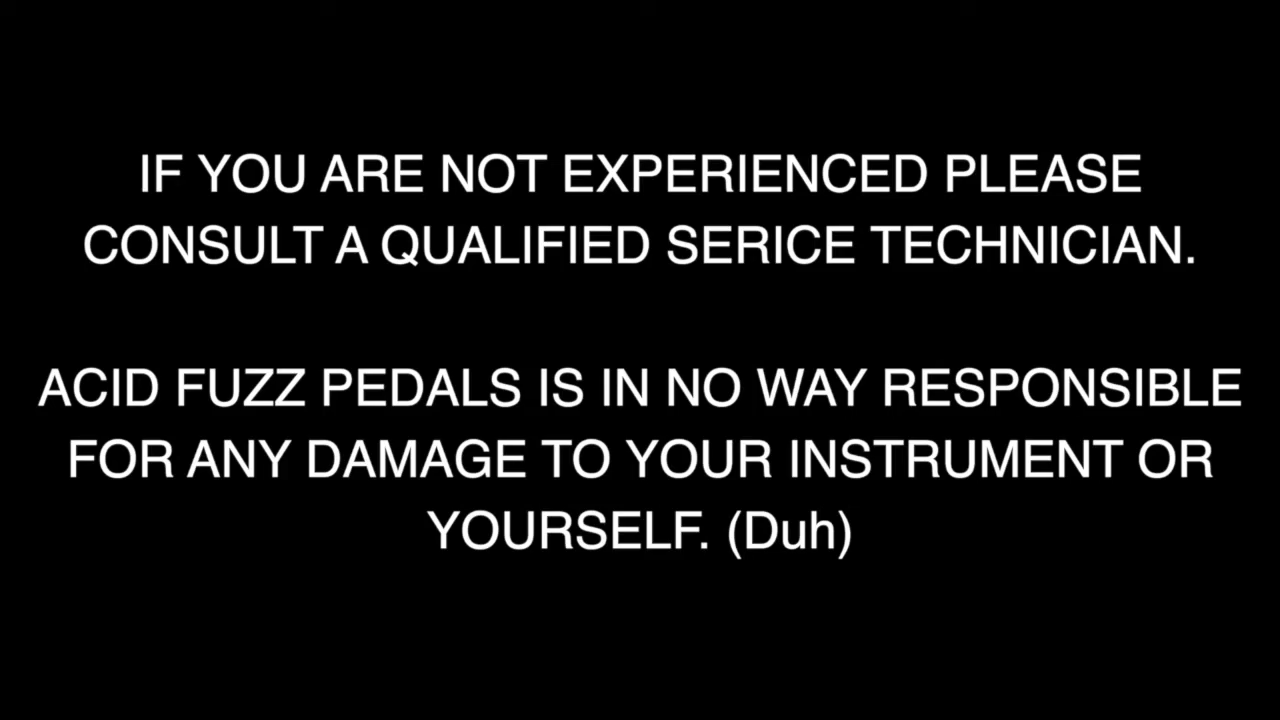 IF YOU ARE NOT EXPERIENCED PLEASE
CONSULT A QUALIFIED SERICE TECHNICIAN.
ACID FUZZ PEDALS IS IN NO WAY RESPONSIBLE
FOR ANY DAMAGE TO YOUR INSTRUMENT OR
YOURSELF. (Duh)